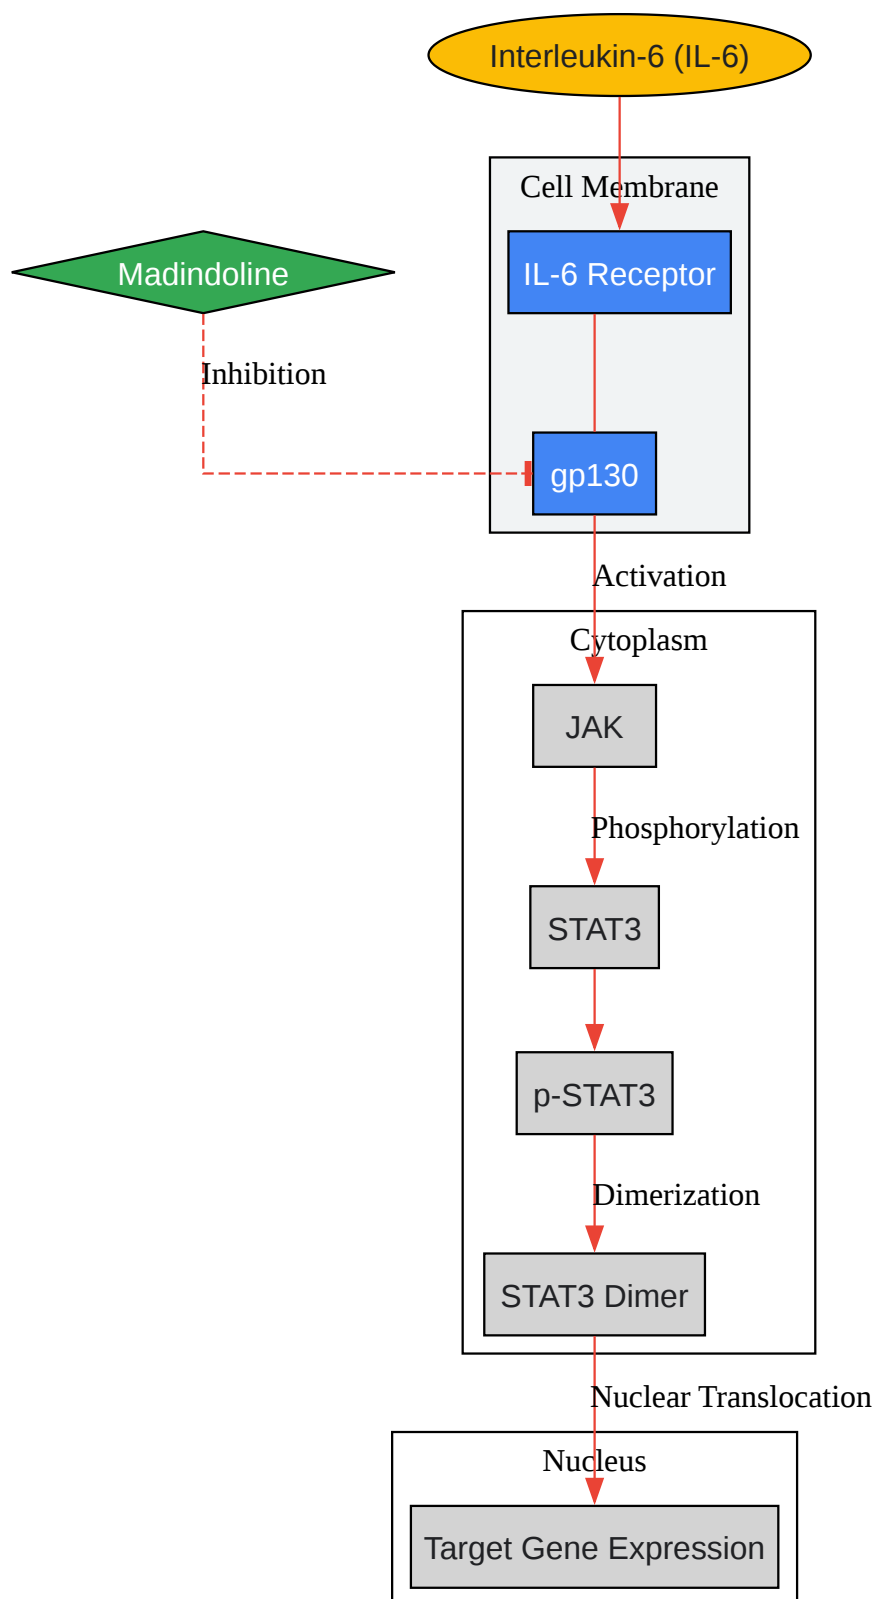 Interleukin-6 (IL-6)
Cell Membrane
IL-6 Receptor
Madindoline
Inhibition
gp130
Activation
Cytoplasm
JAK
Phosphorylation
STAT3
p-STAT3
Dimerization
STAT3 Dimer
Nuclear Translocation
Nucleus
Target Gene Expression